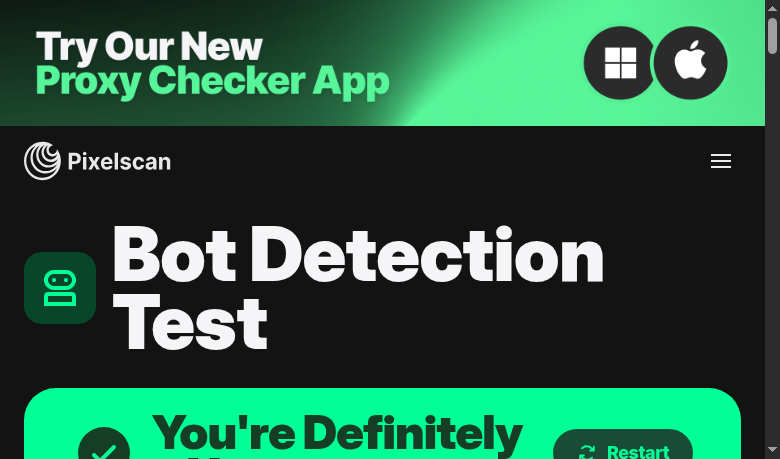 Try Our New
Proxy Checker App
Pixelscan
Bot Detection
Test
You're Definitely
Restart